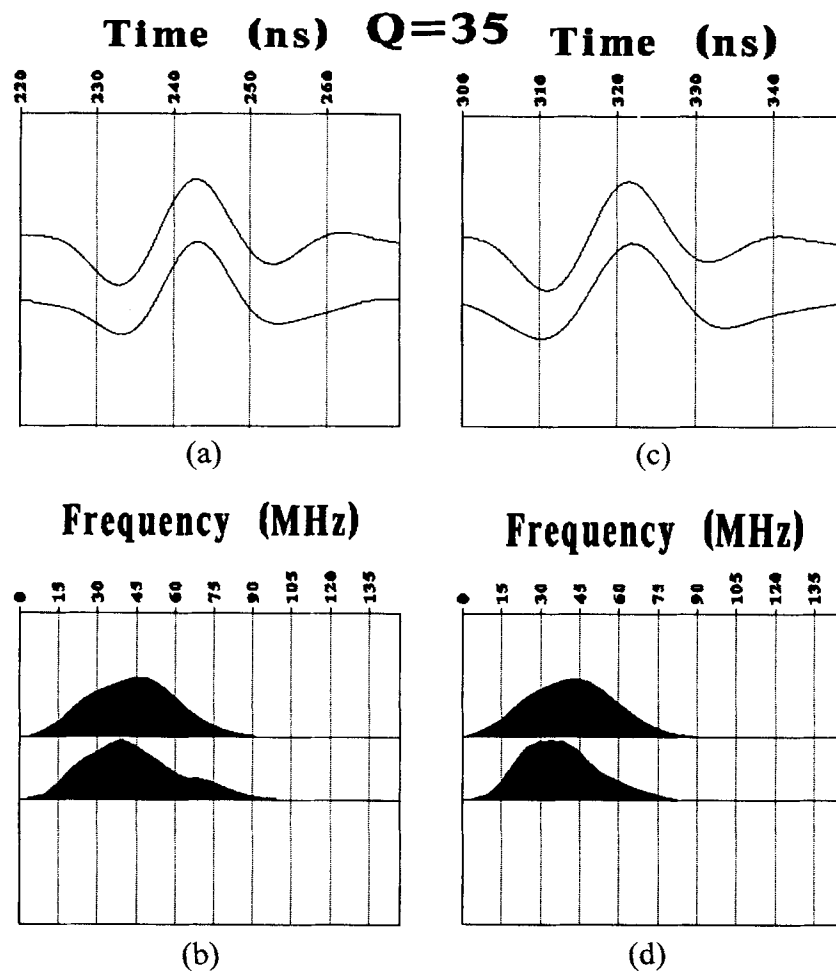 Time (ns) Q=35 Time (ns)
220 230 240 250 260
300 310 320 330 340
(a) (c)
Frequency (MHz) Frequency (MHz)
0 15 30 45 60 75 90 105 120 135
0 15 30 45 60 75 90 105 120 135
(b) (d)